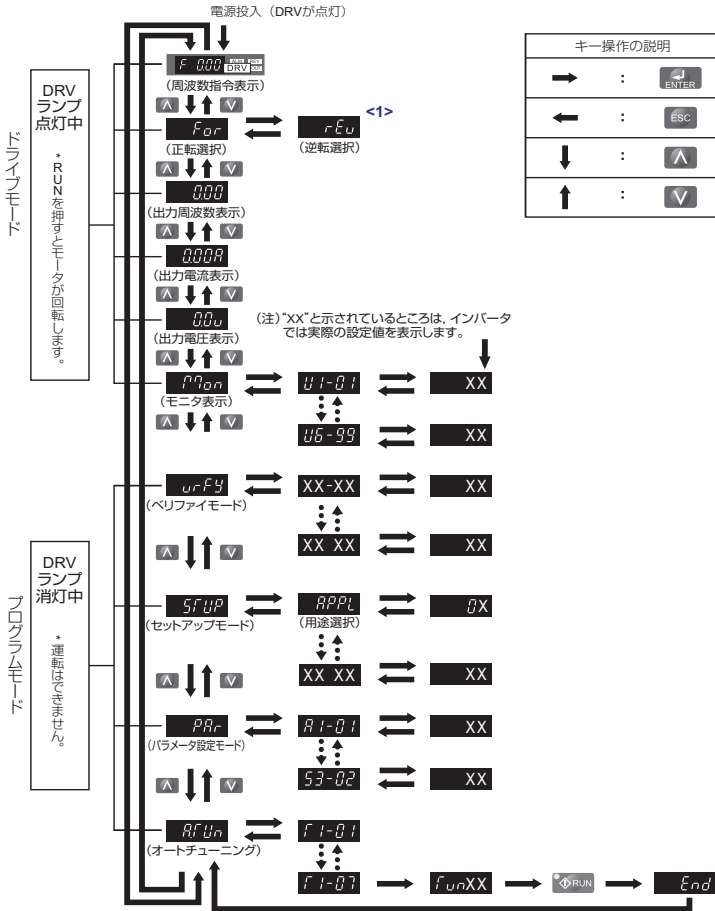 電源投入（DRVが点灯）
キー操作の説明
F 0.00 ALM REV DRV OUT
（周波数指令表示）
→ : ENTER
← : ESC
↓ : ∧
↑ : ∨
ドライブモード
DRV
ランプ
点灯中
*RUNを押すとモータが回転します。
∧ ∨
For
rEv
<1>
（正転選択）
（逆転選択）
∧ ∨
0.00
（出力周波数表示）
∧ ∨
0.00A
（出力電流表示）
∧ ∨
0.0v
（出力電圧表示）
（注）“XX”と示されているところは，インバータ
では実際の設定値を表示します。
∧ ∨
Mon
U1-01
XX
（モニタ表示）
∧ ∨
U6-99
XX
プログラムモード
DRV
ランプ
消灯中
*運転はできません。
vrFY
XX-XX
XX
（ベリファイモード）
∧ ∨
XX XX
XX
STUP
APPL
0X
（セットアップモード）
（用途選択）
∧ ∨
XX XX
XX
PAr
A1-01
XX
（パラメータ設定モード）
∧ ∨
S3-02
XX
A.TUn
T1-01
（オートチューニング）
T1-07
TunXX
RUN
End